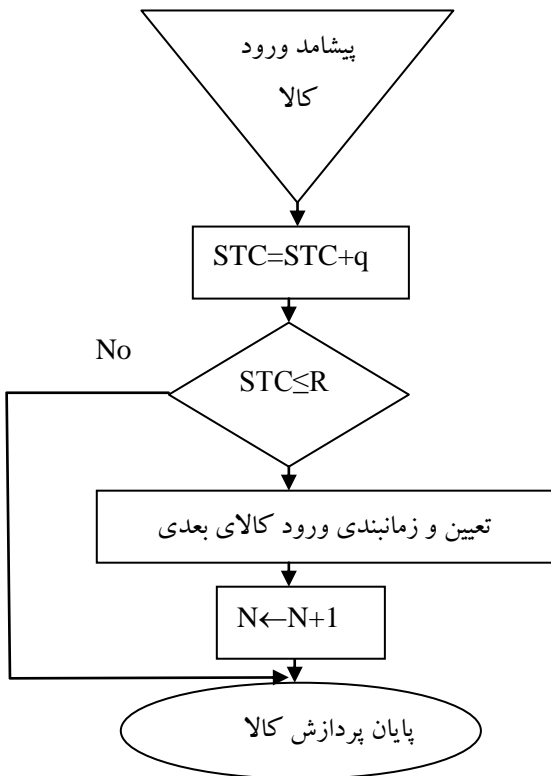 پیشامد ورود
کالا
STC=STC+q
No
STC≤R
تعیین و زمانبندی ورود کالای بعدی
N←N+1
پایان پردازش کالا